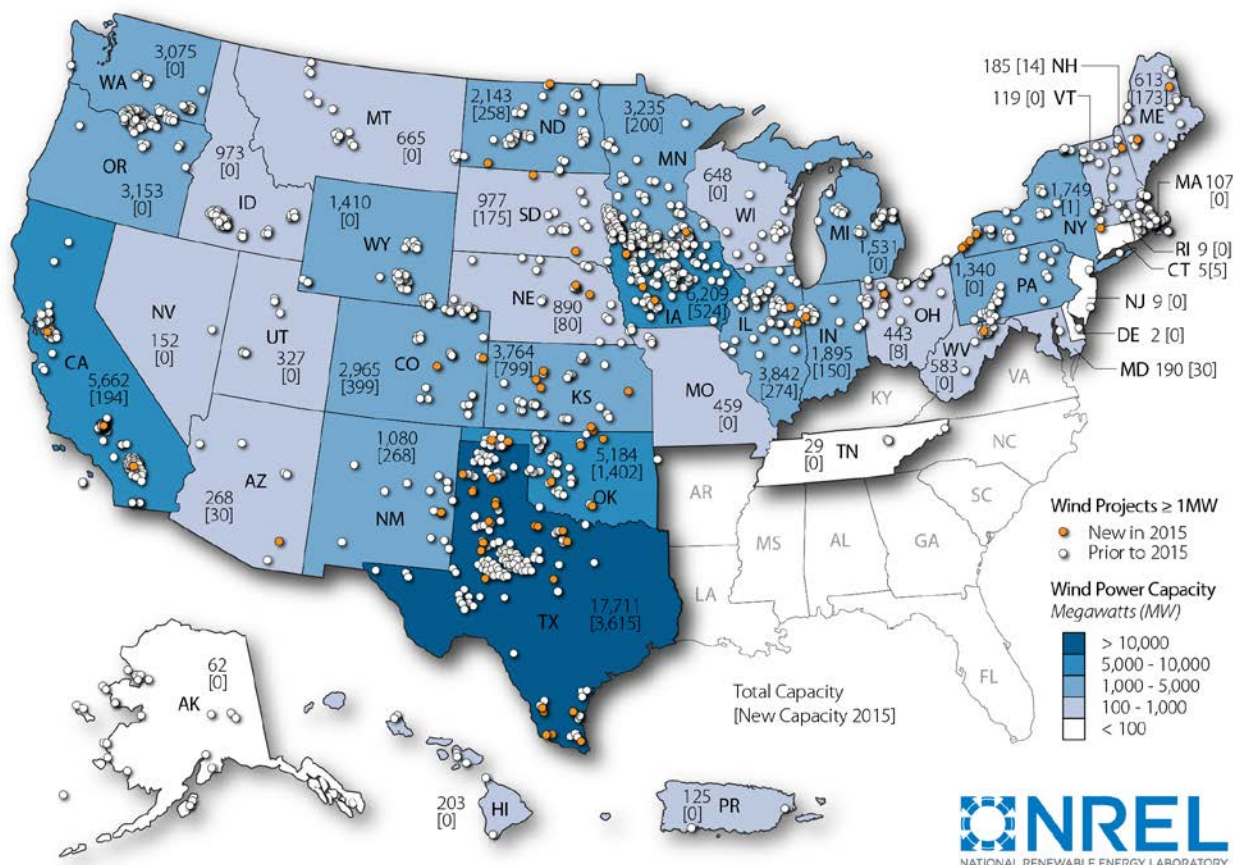 WA
3,075
[0]
MT
665
[0]
2,143
[258]
ND
3,235
[200]
MN
185 [14] NH
119 [0] VT
613
[173]
ME
OR
3,153
[0]
973
[0]
ID
1,410
[0]
WY
977
[175]
SD
648
[0]
WI
MI
1,531
[0]
1,749
[1]
NY
MA 107
[0]
RI 9 [0]
CT 5[5]
NJ 9 [0]
DE 2 [0]
MD 190 [30]
1,340
[0]
PA
NV
152
[0]
UT
327
[0]
CA
5,662
[194]
NE
890
[80]
6,209
[524]
IA
IL
3,842
[274]
IN
1,895
[150]
OH
443
[8]
WV
583
[0]
2,965
[399]
CO
3,764
[799]
KS
MO
459
[0]
KY
VA
AZ
268
[30]
1,080
[268]
NM
5,184
[1,402]
OK
29
[0]
TN
NC
AR
SC
MS
AL
GA
LA
FL
TX
17,711
[3,615]
62
[0]
AK
203
[0]
HI
125
[0]
PR
Total Capacity
[New Capacity 2015]
Wind Projects ≥ 1MW
New in 2015
Prior to 2015
Wind Power Capacity
Megawatts (MW)
> 10,000
5,000 - 10,000
1,000 - 5,000
100 - 1,000
< 100
NREL
NATIONAL RENEWABLE ENERGY LABORATORY